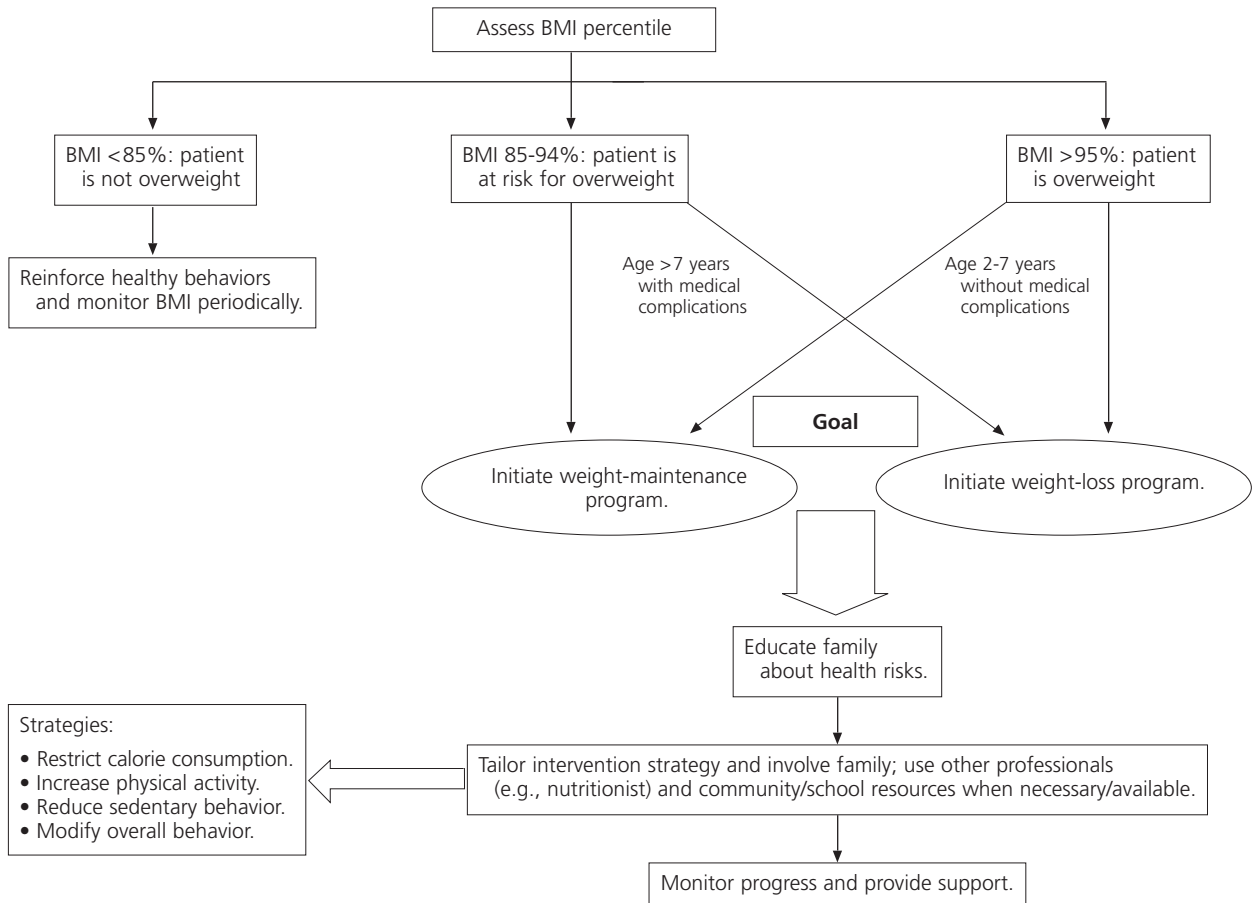 Assess BMI percentile
BMI <85%: patient
is not overweight
BMI 85-94%: patient is
at risk for overweight
BMI >95%: patient
is overweight
Reinforce healthy behaviors
and monitor BMI periodically.
Age >7 years
with medical
complications
Age 2-7 years
without medical
complications
Goal
Initiate weight-maintenance
program.
Initiate weight-loss program.
Educate family
about health risks.
Strategies:
• Restrict calorie consumption.
• Increase physical activity.
• Reduce sedentary behavior.
• Modify overall behavior.
Tailor intervention strategy and involve family; use other professionals
(e.g., nutritionist) and community/school resources when necessary/available.
Monitor progress and provide support.